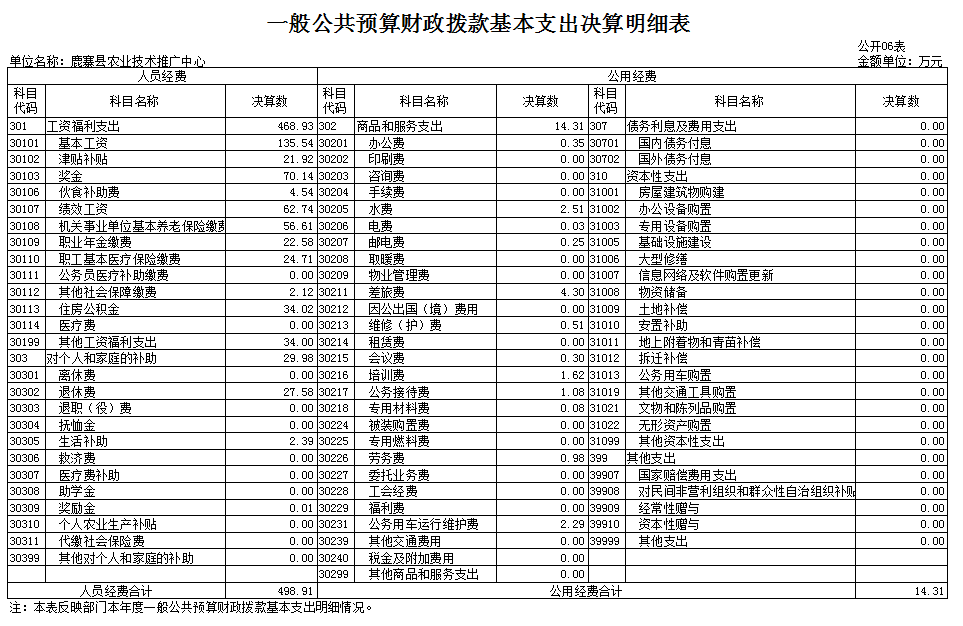 一般公共预算财政拨款基本支出决算明细表
公开06表
单位名称：鹿寨县农业技术推广中心 金额单位：万元
人员经费 公用经费
科目代码 科目名称 决算数 科目代码 科目名称 决算数 科目代码 科目名称 决算数
301 工资福利支出 468.93 302 商品和服务支出 14.31 307 债务利息及费用支出 0.00
30101 基本工资 135.54 30201 办公费 0.35 30701 国内债务付息 0.00
30102 津贴补贴 21.92 30202 印刷费 0.00 30702 国外债务付息 0.00
30103 奖金 70.14 30203 咨询费 0.00 310 资本性支出 0.00
30106 伙食补助费 4.54 30204 手续费 0.00 31001 房屋建筑物购建 0.00
30107 绩效工资 62.74 30205 水费 2.51 31002 办公设备购置 0.00
30108 机关事业单位基本养老保险缴费 56.61 30206 电费 0.03 31003 专用设备购置 0.00
30109 职业年金缴费 22.58 30207 邮电费 0.25 31005 基础设施建设 0.00
30110 职工基本医疗保险缴费 24.71 30208 取暖费 0.00 31006 大型修缮 0.00
30111 公务员医疗补助缴费 0.00 30209 物业管理费 0.00 31007 信息网络及软件购置更新 0.00
30112 其他社会保障缴费 2.12 30211 差旅费 4.30 31008 物资储备 0.00
30113 住房公积金 34.02 30212 因公出国（境）费用 0.00 31009 土地补偿 0.00
30114 医疗费 0.00 30213 维修（护）费 0.51 31010 安置补助 0.00
30199 其他工资福利支出 34.00 30214 租赁费 0.00 31011 地上附着物和青苗补偿 0.00
303 对个人和家庭的补助 29.98 30215 会议费 0.30 31012 拆迁补偿 0.00
30301 离休费 0.00 30216 培训费 1.62 31013 公务用车购置 0.00
30302 退休费 27.58 30217 公务接待费 1.08 31019 其他交通工具购置 0.00
30303 退职（役）费 0.00 30218 专用材料费 0.08 31021 文物和陈列品购置 0.00
30304 抚恤金 0.00 30224 被装购置费 0.00 31022 无形资产购置 0.00
30305 生活补助 2.39 30225 专用燃料费 0.00 31099 其他资本性支出 0.00
30306 救济费 0.00 30226 劳务费 0.98 399 其他支出 0.00
30307 医疗费补助 0.00 30227 委托业务费 0.00 39907 国家赔偿费用支出 0.00
30308 助学金 0.00 30228 工会经费 0.00 39908 对民间非营利组织和群众性自治组织补贴 0.00
30309 奖励金 0.01 30229 福利费 0.00 39909 经常性赠与 0.00
30310 个人农业生产补贴 0.00 30231 公务用车运行维护费 2.29 39910 资本性赠与 0.00
30311 代缴社会保险费 0.00 30239 其他交通费用 0.00 39999 其他支出 0.00
30399 其他对个人和家庭的补助 0.00 30240 税金及附加费用 0.00
30299 其他商品和服务支出 0.00
人员经费合计 498.91 公用经费合计 14.31
注：本表反映部门本年度一般公共预算财政拨款基本支出明细情况。